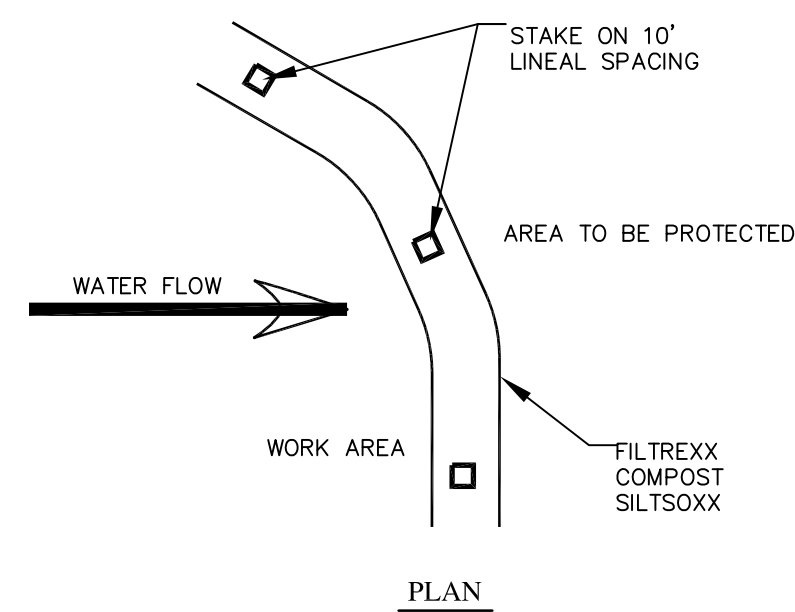 STAKE ON 10'
LINEAL SPACING
AREA TO BE PROTECTED
WATER FLOW
WORK AREA
FILTREXX
COMPOST
SILTSOXX
PLAN